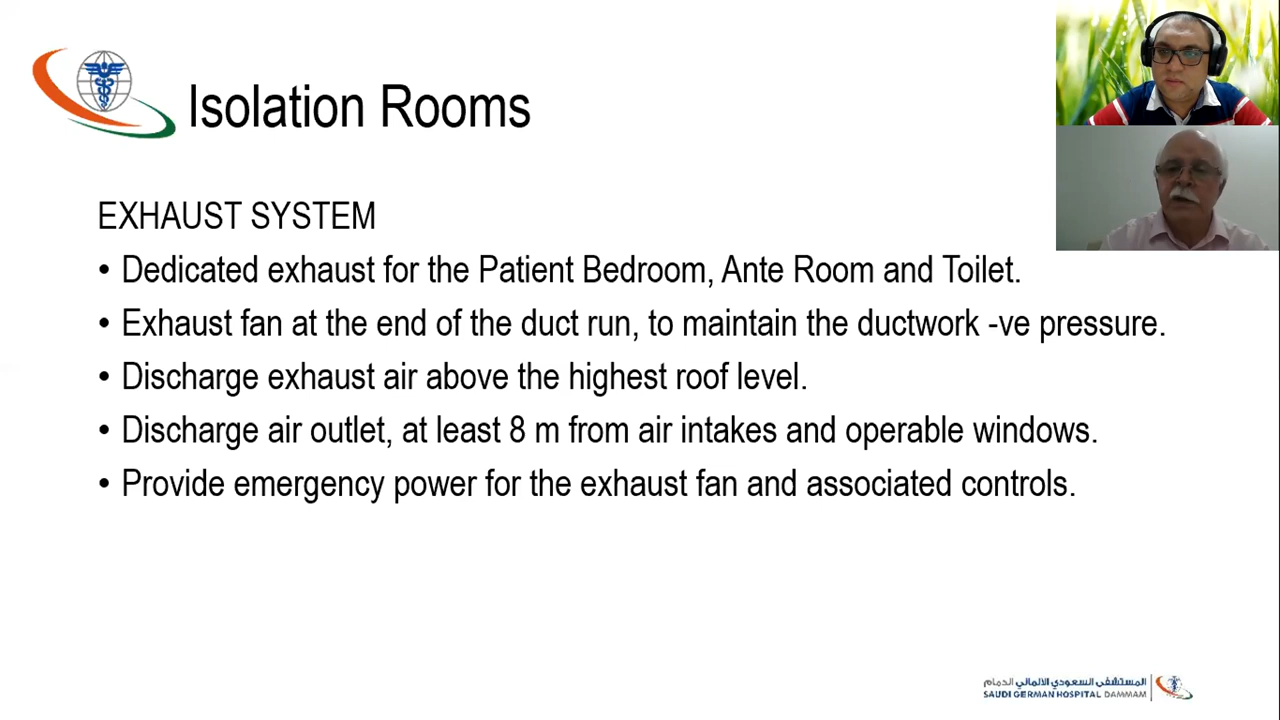 Isolation Rooms
EXHAUST SYSTEM
• Dedicated exhaust for the Patient Bedroom, Ante Room and Toilet.
• Exhaust fan at the end of the duct run, to maintain the ductwork -ve pressure.
• Discharge exhaust air above the highest roof level.
• Discharge air outlet, at least 8 m from air intakes and operable windows.
• Provide emergency power for the exhaust fan and associated controls.
المستشفى السعودي الألماني الدمام
SAUDI GERMAN HOSPITAL DAMMAM